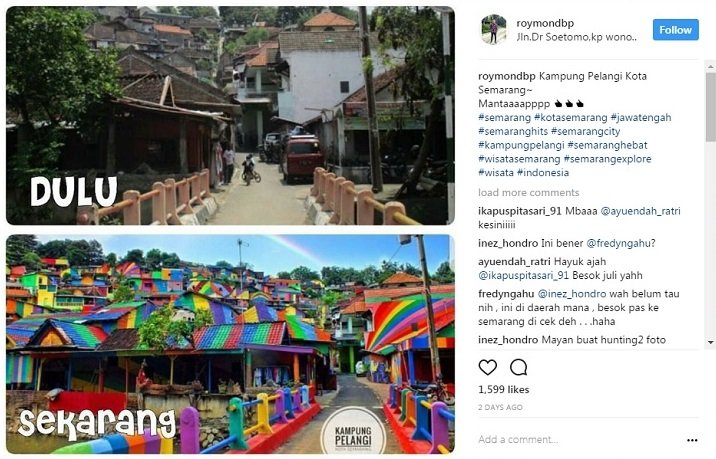 DULU
sekarang
KAMPUNG
PELANGI
KOTA SEMARANG
roymondbp
Jln.Dr Soetomo,kp wono..
Follow
roymondbp Kampung Pelangi Kota
Semarang~
Mantaaaapppp
#semarang #kotasemarang #jawatengah
#semaranghits #semarangcity
#kampungpelangi #semaranghebat
#wisatasemarang #semarangexplore
#wisata #indonesia
load more comments
ikapuspitasari_91 Mbaaa @ayuendah_ratri
kesiniiiii
inez_hondro Ini bener @fredyngahu?
ayuendah_ratri Hayuk ajah
@ikapuspitasari_91 Besok juli yahh
fredyngahu @inez_hondro wah belum tau
nih , ini di daerah mana , besok pas ke
semarang di cek deh . . .haha
inez_hondro Mayan buat hunting2 foto
1,599 likes
2 DAYS AGO
Add a comment...